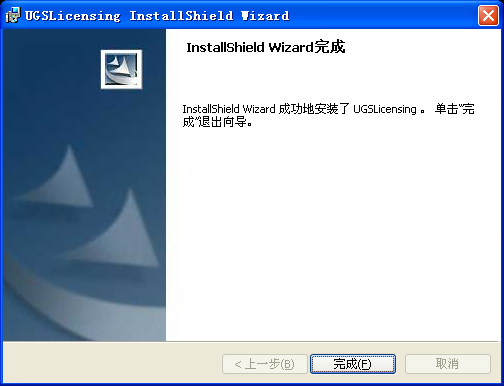 UGSLicensing InstallShield Wizard
InstallShield Wizard完成
InstallShield Wizard 成功地安装了 UGSLicensing 。 单击“完
成”退出向导。
< 上一步(B)
完成(F)
取消